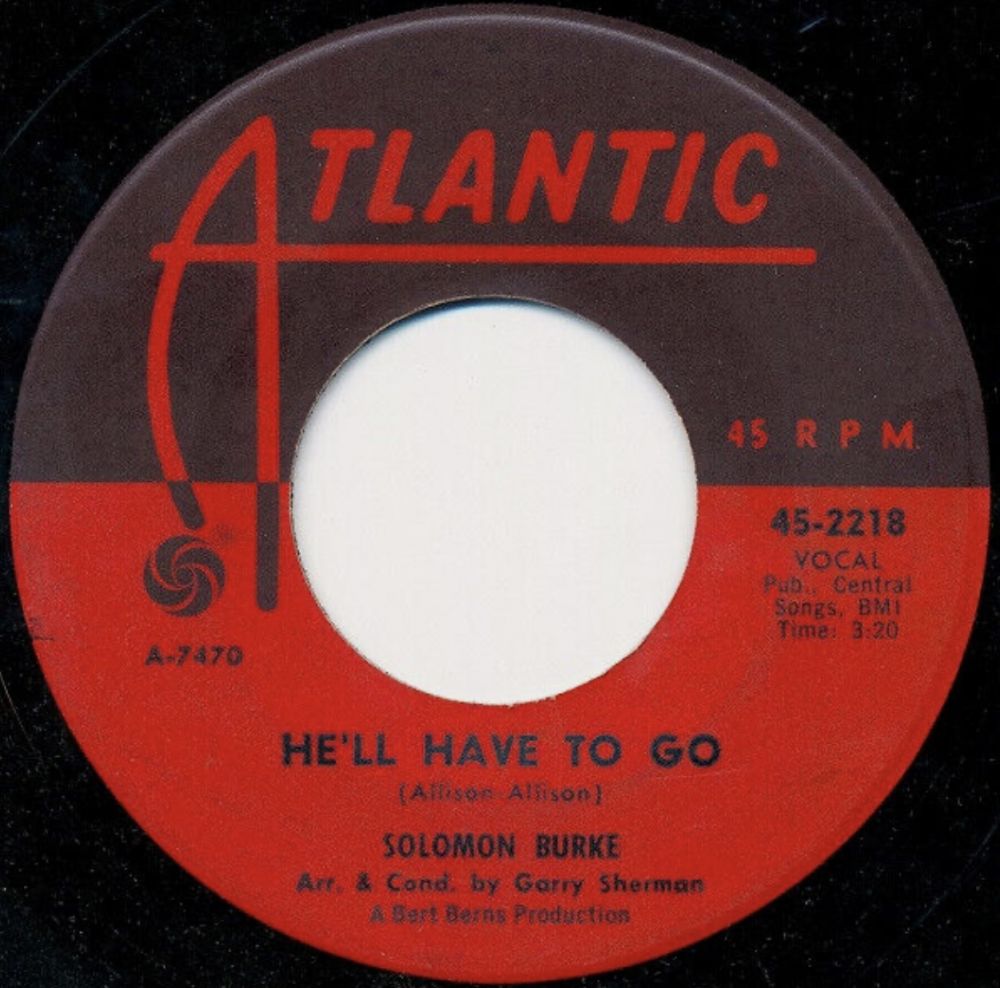 ATLANTIC
45 RPM.
45-2218
VOCAL
Pub., Central
Songs, BMI
Time: 3:20
A-7470
HE'LL HAVE TO GO
(Allison-Allison)
SOLOMON BURKE
Arr. & Cond. by Garry Sherman
A Bert Berns Production